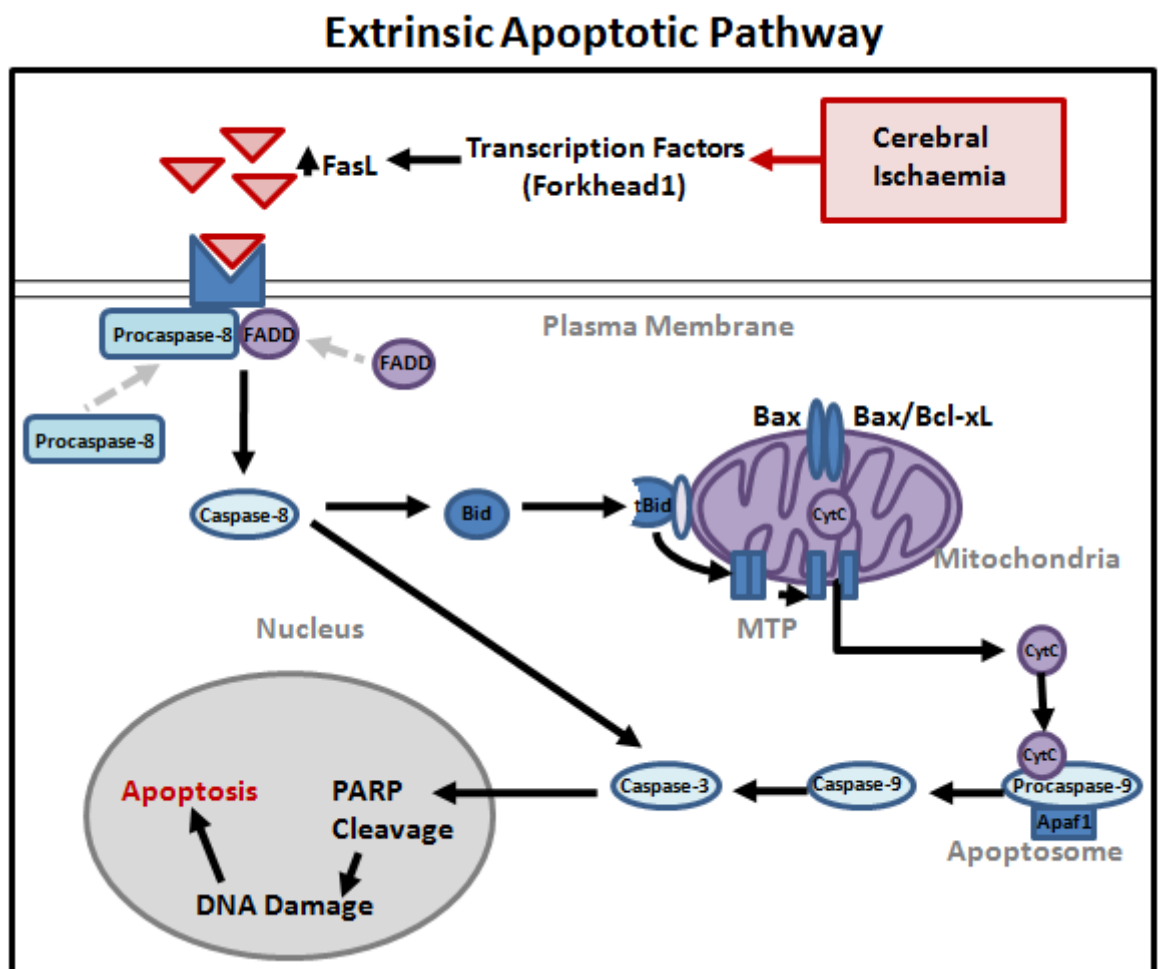 Extrinsic Apoptotic Pathway
Cerebral
Ischaemia
Transcription Factors
(Forkhead1)
FasL
Plasma Membrane
Procaspase-8
FADD
FADD
Procaspase-8
Bax
Bax/Bcl-xL
Caspase-8
Bid
tBid
CytC
Mitochondria
MTP
Nucleus
CytC
CytC
Procaspase-9
Apaf1
Apoptosome
Caspase-9
Caspase-3
PARP
Cleavage
DNA Damage
Apoptosis